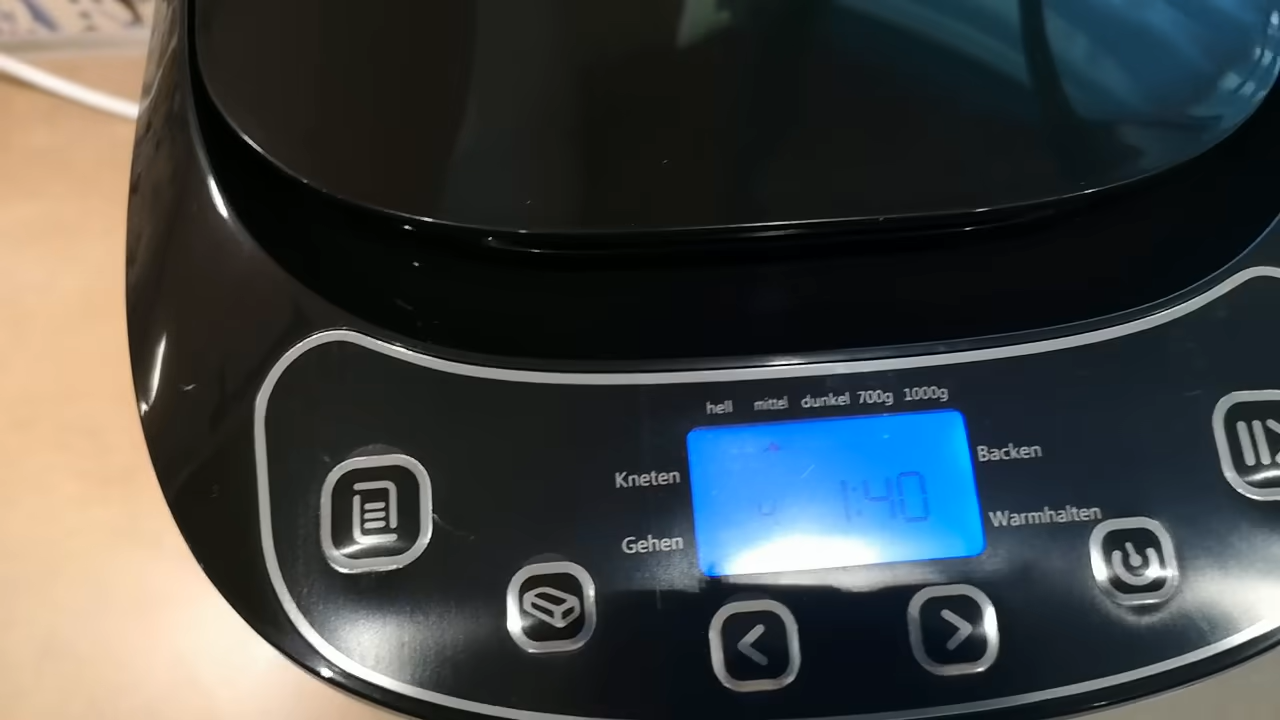 hell mittel dunkel 700g 1000g
Kneten
Backen
Gehen
Warmhalten
1:40